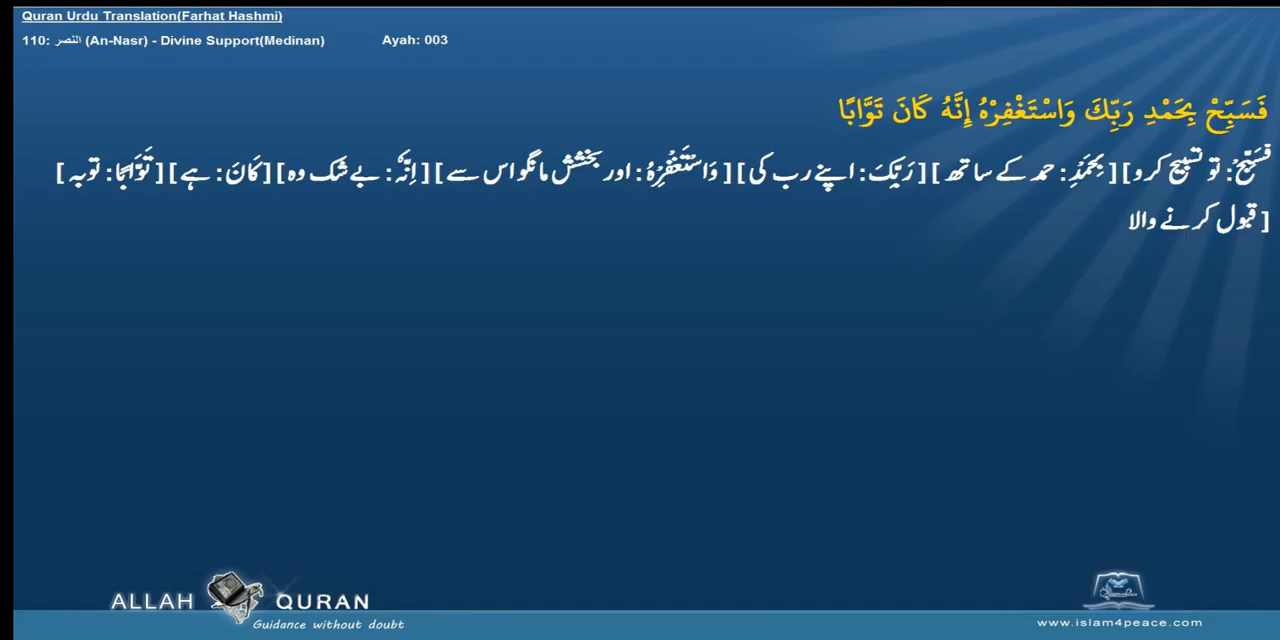 Quran Urdu Translation(Farhat Hashmi)
110: النصر (An-Nasr) - Divine Support(Medinan) Ayah: 003
فَسَبِّحْ بِحَمْدِ رَبِّكَ وَاسْتَغْفِرْهُ إِنَّهُ كَانَ تَوَّابًا
فَسَبِّحْ: تو تسبیح کرو] [بِحَمْدِ: حمد کے ساتھ] [رَبِّكَ: اپنے رب کی] [وَاسْتَغْفِرْهُ: اور بخشش مانگو اس سے] [اِنَّهٗ: بے شک وہ] [كَانَ: ہے] [تَوَّابًا: توبہ]
[قبول کرنے والا
ALLAH QURAN
Guidance without doubt
www.islam4peace.com